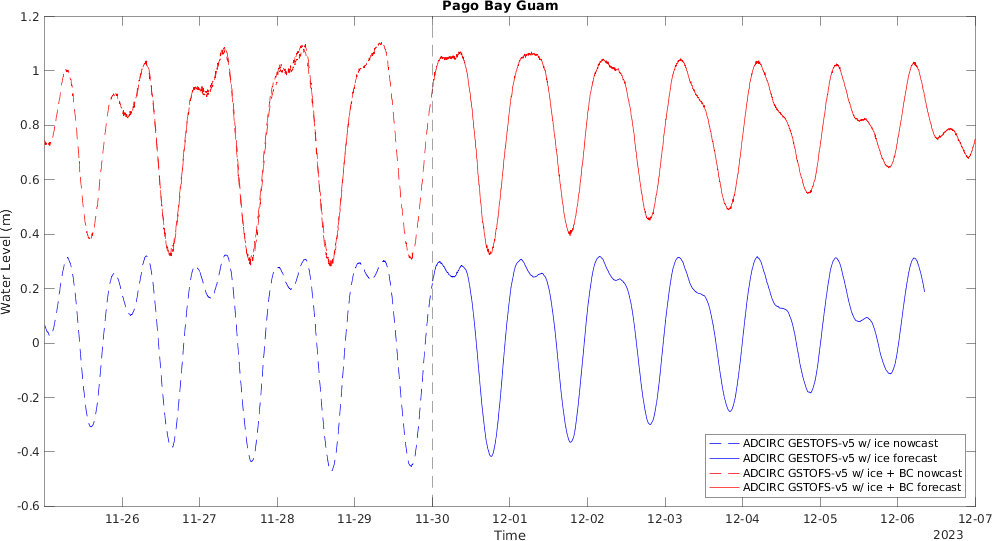 Pago Bay Guam
1.2
1
0.8
0.6
0.4
0.2
0
-0.2
-0.4
-0.6
Water Level (m)
ADCIRC GESTOFS-v5 w/ ice nowcast
ADCIRC GESTOFS-v5 w/ ice forecast
ADCIRC GSTOFS-v5 w/ ice + BC nowcast
ADCIRC GSTOFS-v5 w/ ice + BC forecast
11-26 11-27 11-28 11-29 11-30 12-01 12-02 12-03 12-04 12-05 12-06 12-07
Time
2023